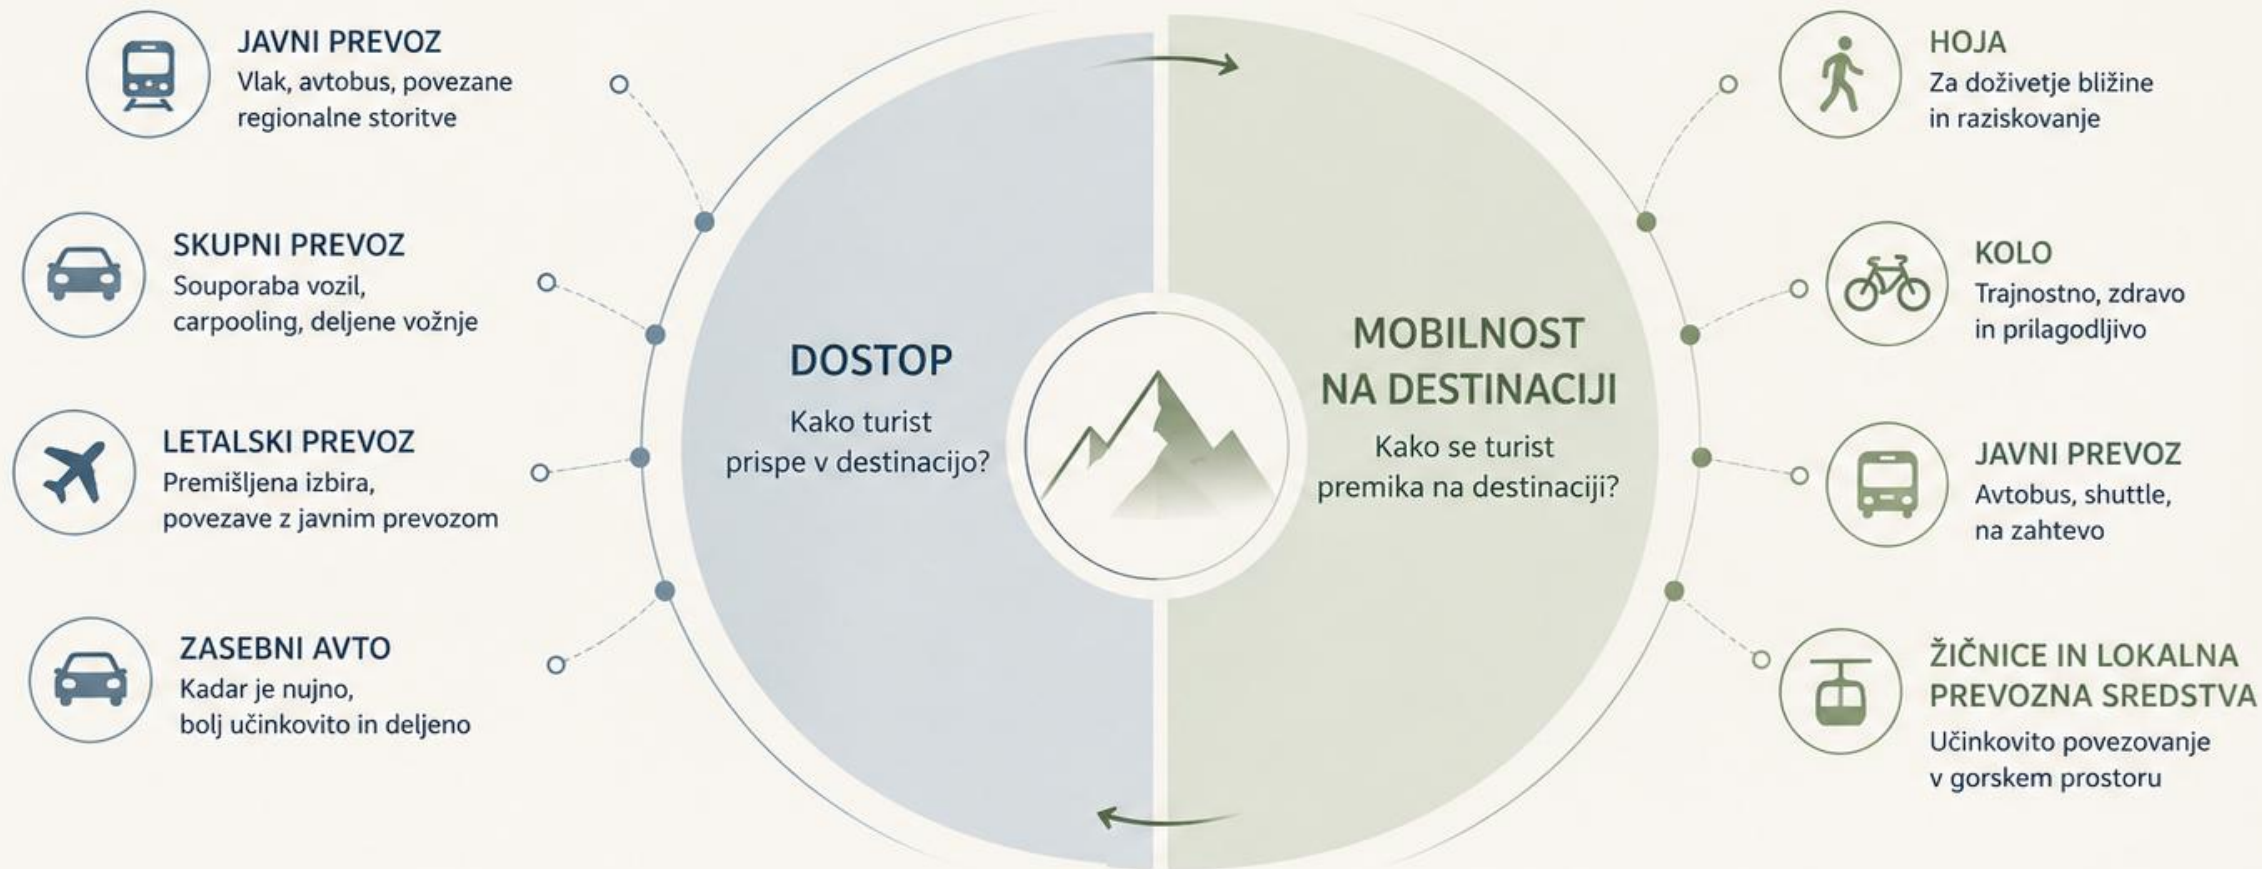 JAVNI PREVOZ
Vlak, avtobus, povezane
regionalne storitve
SKUPNI PREVOZ
Souporaba vozil,
carpooling, deljene vožnje
LETALSKI PREVOZ
Premišljena izbira,
povezave z javnim prevozom
ZASEBNI AVTO
Kadar je nujno,
bolj učinkovito in deljeno
DOSTOP
Kako turist
prispe v destinacijo?
MOBILNOST
NA DESTINACIJI
Kako se turist
premika na destinaciji?
HOJA
Za doživetje bližine
in raziskovanje
KOLO
Trajnostno, zdravo
in prilagodljivo
JAVNI PREVOZ
Avtobus, shuttle,
na zahtevo
ŽIČNICE IN LOKALNA
PREVOZNA SREDSTVA
Učinkovito povezovanje
v gorskem prostoru